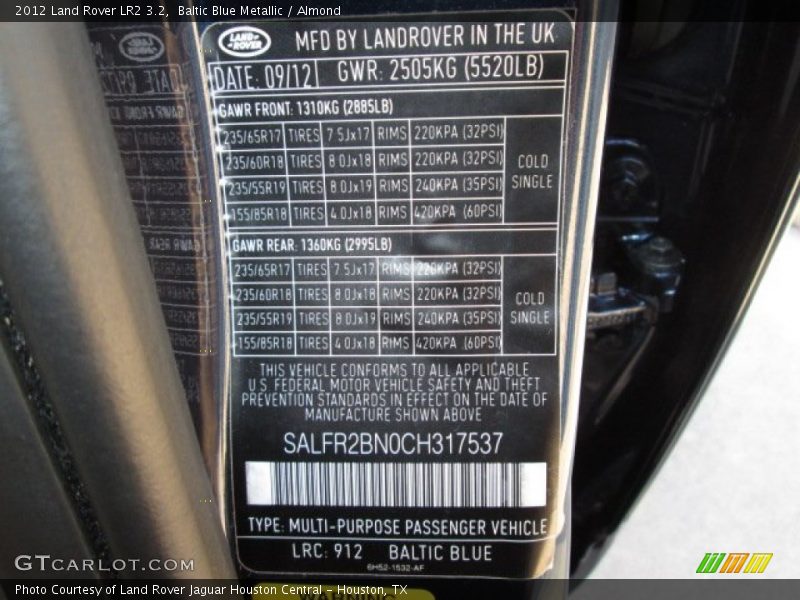 2012 Land Rover LR2 3.2,  Baltic Blue Metallic / Almond
LAND-ROVER MFD BY LANDROVER IN THE UK
DATE: 09/12 GWR: 2505KG (5520LB)
GAWR FRONT: 1310KG (2885LB)
235/65R17 TIRES 7.5Jx17 RIMS 220KPA (32PSI)
235/60R18 TIRES 8.0Jx18 RIMS 220KPA (32PSI)
235/55R19 TIRES 8.0Jx19 RIMS 240KPA (35PSI)
155/85R18 TIRES 4.0Jx18 RIMS 420KPA (60PSI)
COLD
SINGLE
GAWR REAR: 1360KG (2995LB)
235/65R17 TIRES 7.5Jx17 RIMS 220KPA (32PSI)
235/60R18 TIRES 8.0Jx18 RIMS 220KPA (32PSI)
235/55R19 TIRES 8.0Jx19 RIMS 240KPA (35PSI)
155/85R18 TIRES 4.0Jx18 RIMS 420KPA (60PSI)
COLD
SINGLE
THIS VEHICLE CONFORMS TO ALL APPLICABLE
U.S. FEDERAL MOTOR VEHICLE SAFETY AND THEFT
PREVENTION STANDARDS IN EFFECT ON THE DATE OF
MANUFACTURE SHOWN ABOVE
SALFR2BN0CH317537
TYPE: MULTI-PURPOSE PASSENGER VEHICLE
LRC: 912 BALTIC BLUE
6H52-1532-AF
WARNING
GTCARLOT.COM
Photo Courtesy of Land Rover Jaguar Houston Central - Houston, TX